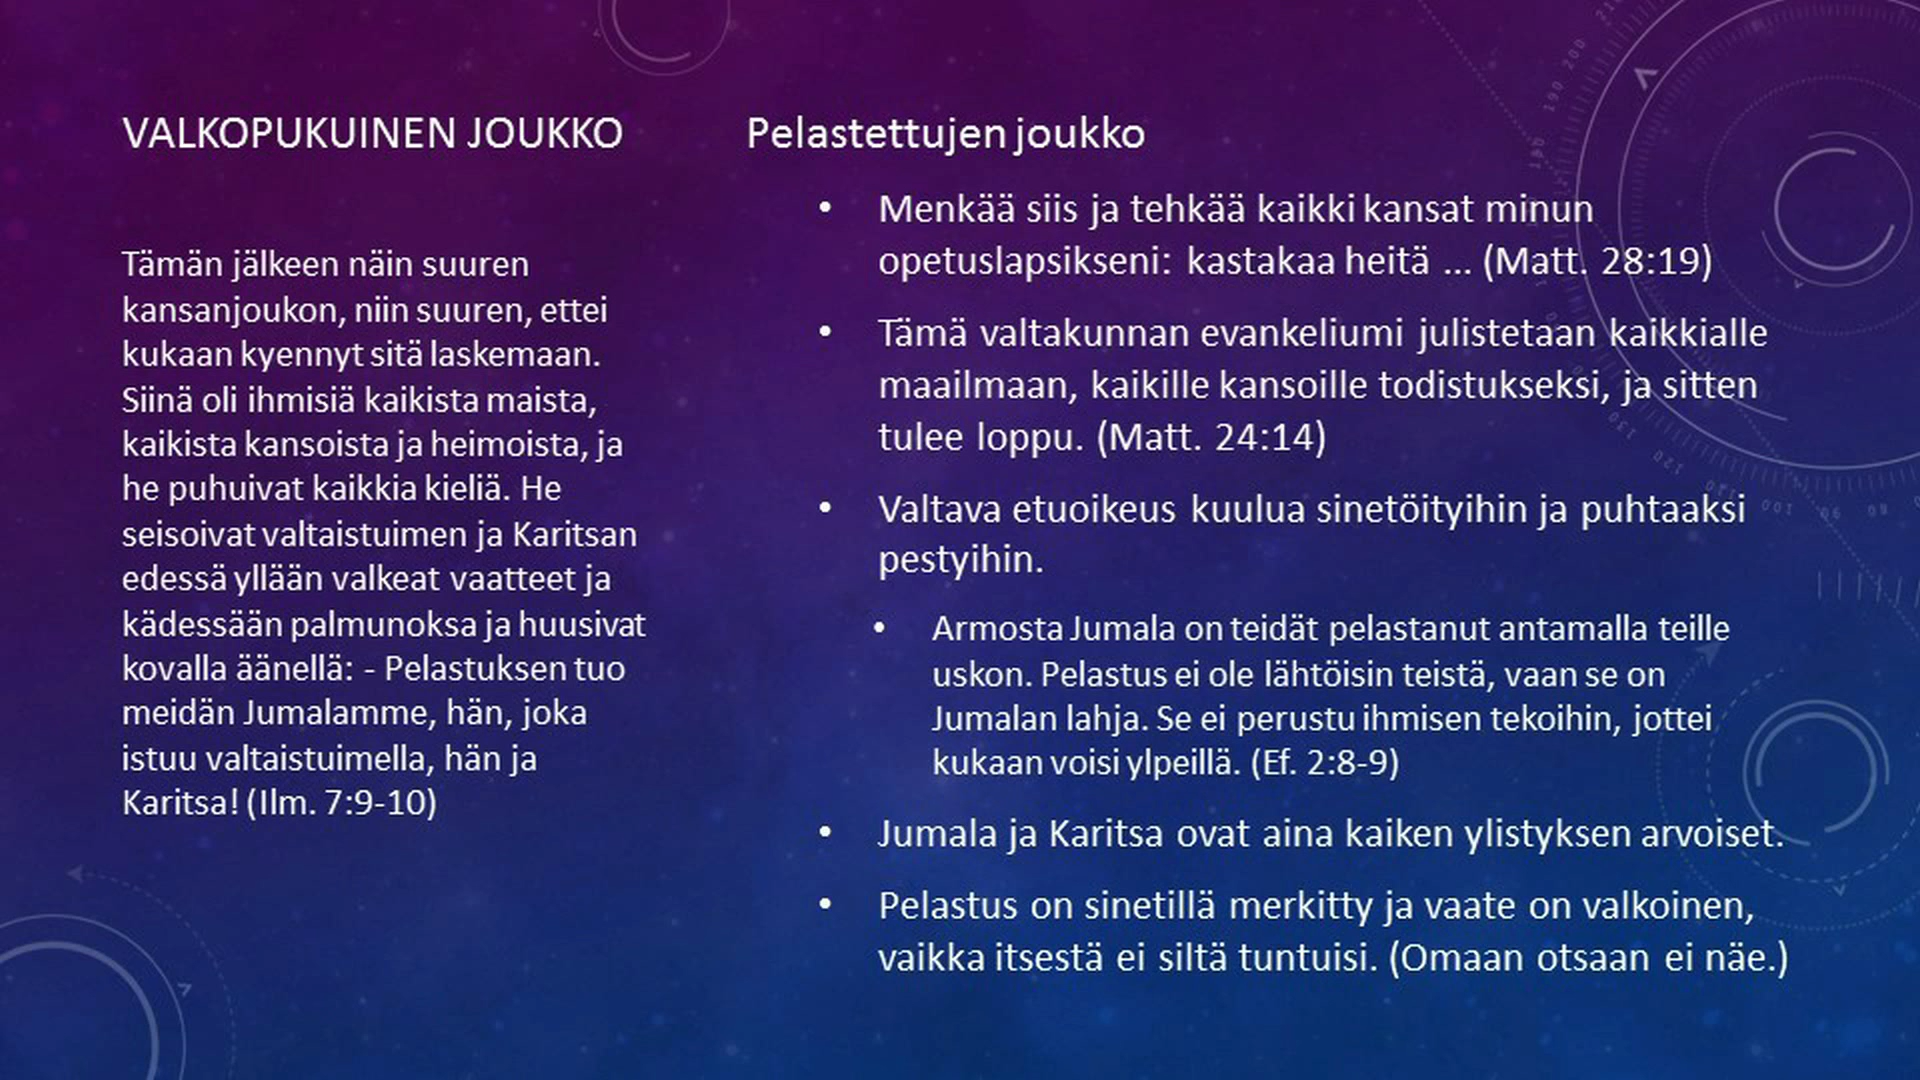 VALKOPUKUINEN JOUKKO
Tämän jälkeen näin suuren
kansanjoukon, niin suuren, ettei
kukaan kyennyt sitä laskemaan.
Siinä oli ihmisiä kaikista maista,
kaikista kansoista ja heimoista, ja
he puhuivat kaikkia kieliä. He
seisoivat valtaistuimen ja Karitsan
edessä yllään valkeat vaatteet ja
kädessään palmunoksa ja huusivat
kovalla äänellä: - Pelastuksen tuo
meidän Jumalamme, hän, joka
istuu valtaistuimella, hän ja
Karitsa! (Ilm. 7:9-10)
Pelastettujen joukko
• Menkää siis ja tehkää kaikki kansat minun
opetuslapsikseni: kastakaa heitä ... (Matt. 28:19)
• Tämä valtakunnan evankeliumi julistetaan kaikkialle
maailmaan, kaikille kansoille todistukseksi, ja sitten
tulee loppu. (Matt. 24:14)
• Valtava etuoikeus kuulua sinetöityihin ja puhtaaksi
pestyihin.
• Armosta Jumala on teidät pelastanut antamalla teille
uskon. Pelastus ei ole lähtöisin teistä, vaan se on
Jumalan lahja. Se ei perustu ihmisen tekoihin, jottei
kukaan voisi ylpeillä. (Ef. 2:8-9)
• Jumala ja Karitsa ovat aina kaiken ylistyksen arvoiset.
• Pelastus on sinetillä merkitty ja vaate on valkoinen,
vaikka itsestä ei siltä tuntuisi. (Omaan otsaan ei näe.)